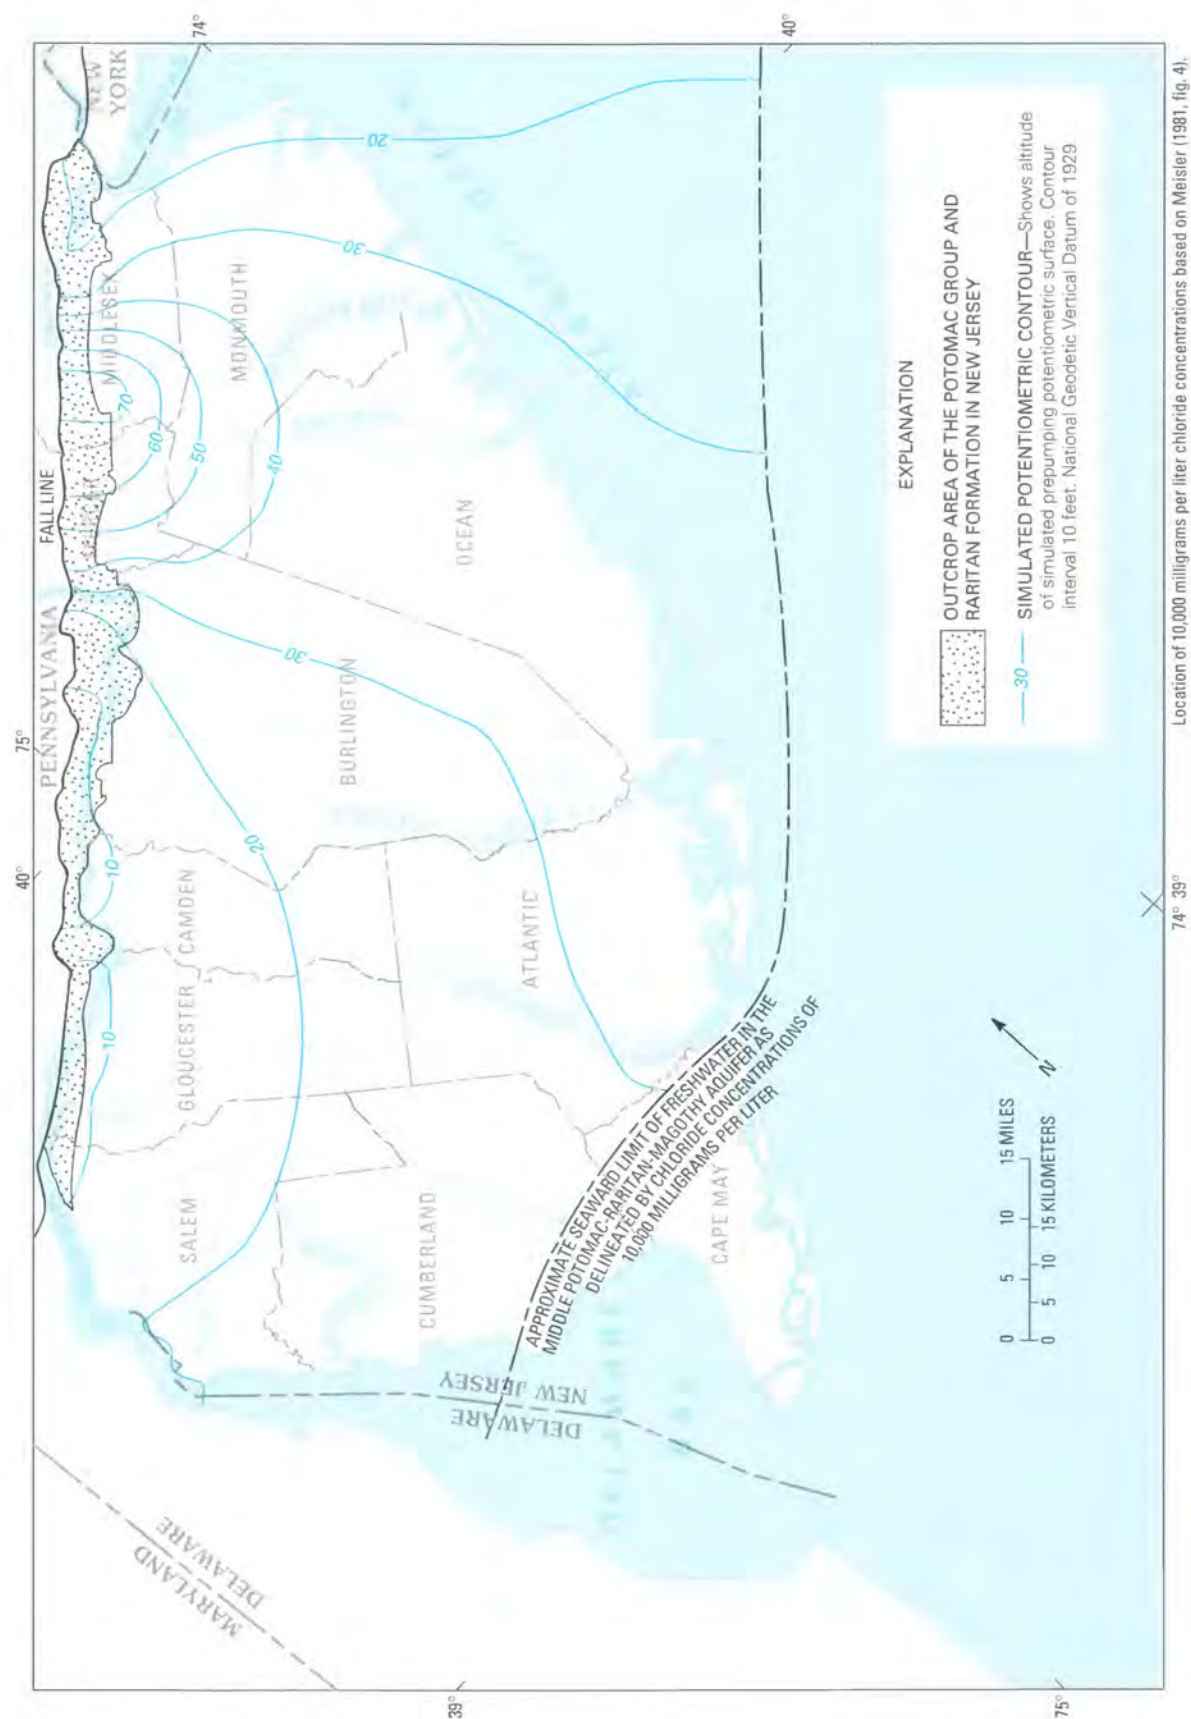 74°
40°
NEW
YORK
FALL LINE
PENNSYLVANIA
75°
40°
MIDDLESEX
MONMOUTH
OCEAN
BURLINGTON
CAMDEN
GLOUCESTER
ATLANTIC
SALEM
CUMBERLAND
CAPE MAY
20
30
70
60
50
40
30
20
10
10
APPROXIMATE SEAWARD LIMIT OF FRESHWATER IN THE
MIDDLE POTOMAC-RARITAN-MAGOTHY AQUIFER AS
DELINEATED BY CHLORIDE CONCENTRATIONS OF
10,000 MILLIGRAMS PER LITER
NEW JERSEY
DELAWARE
DELAWARE
MARYLAND
39°
75°
74° 39°
N
0 5 10 15 MILES
0 5 10 15 KILOMETERS
EXPLANATION
OUTCROP AREA OF THE POTOMAC GROUP AND
RARITAN FORMATION IN NEW JERSEY
30
SIMULATED POTENTIOMETRIC CONTOUR—Shows altitude
of simulated prepumping potentiometric surface. Contour
interval 10 feet. National Geodetic Vertical Datum of 1929
Location of 10,000 milligrams per liter chloride concentrations based on Meisler (1981, fig. 4).